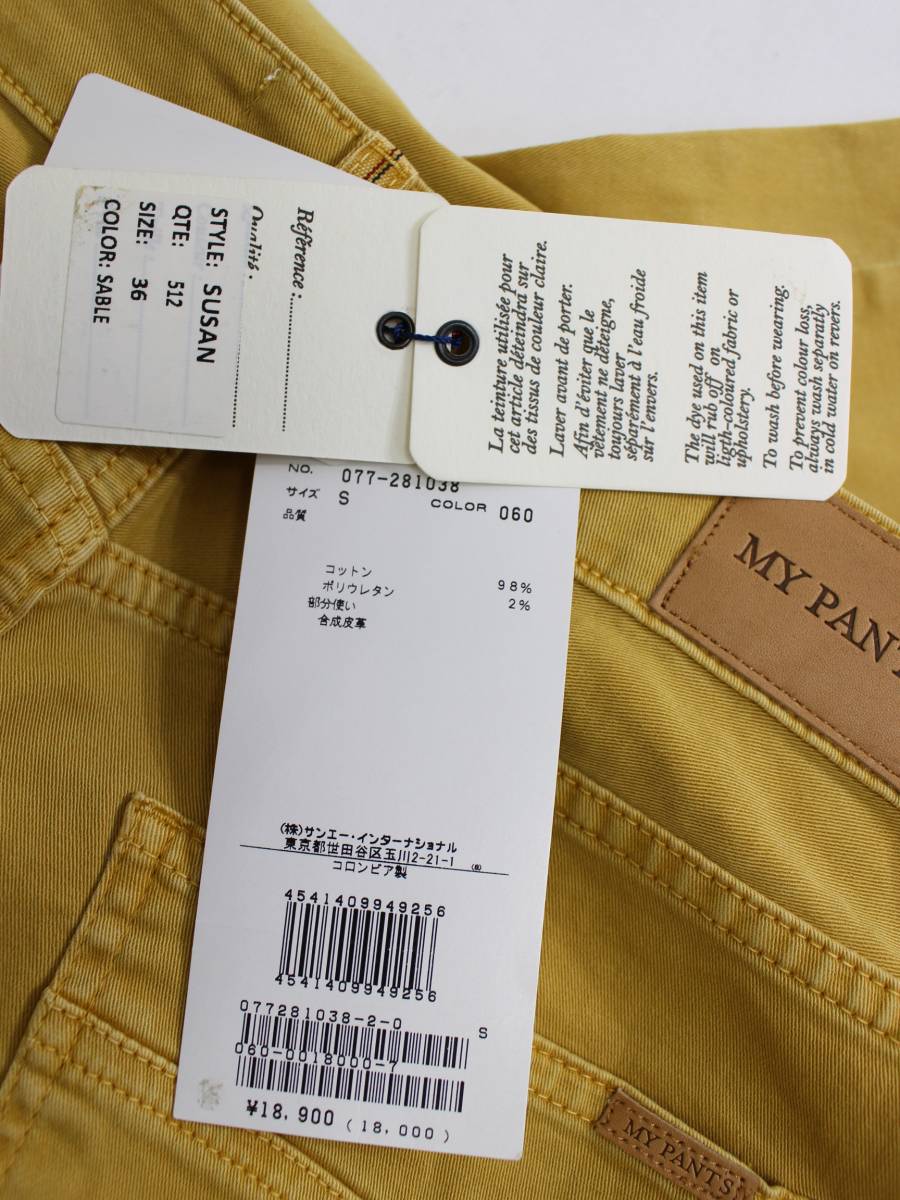 Référence :
Qualité :
STYLE: SUSAN
QTE: 512
SIZE: 36
COLOR: SABLE
La teinture utilisée pour
cet article déteindra sur
des tissus de couleur claire.
Laver avant de porter.
Afin d'éviter que le
vêtement ne déteigne,
toujours laver
séparément à l'eau froide
sur l'envers.
The dye used on this item
will rub off on
ligth-coloured fabric or
upholstery.
To wash before wearing.
To prevent colour loss,
always wash separatly
in cold water on revers.
NO. 077-281038
サイズ S COLOR 060
品質
コットン 98%
ポリウレタン 2%
部分使い
合成皮革
(株)サンエー・インターナショナル
東京都世田谷区玉川2-21-1
コロンビア製
4541409949256
4541409949256
077281038-2-0 S
060-0018000-7
¥18,900 (18,000)
MY PANTS
MY PANTS